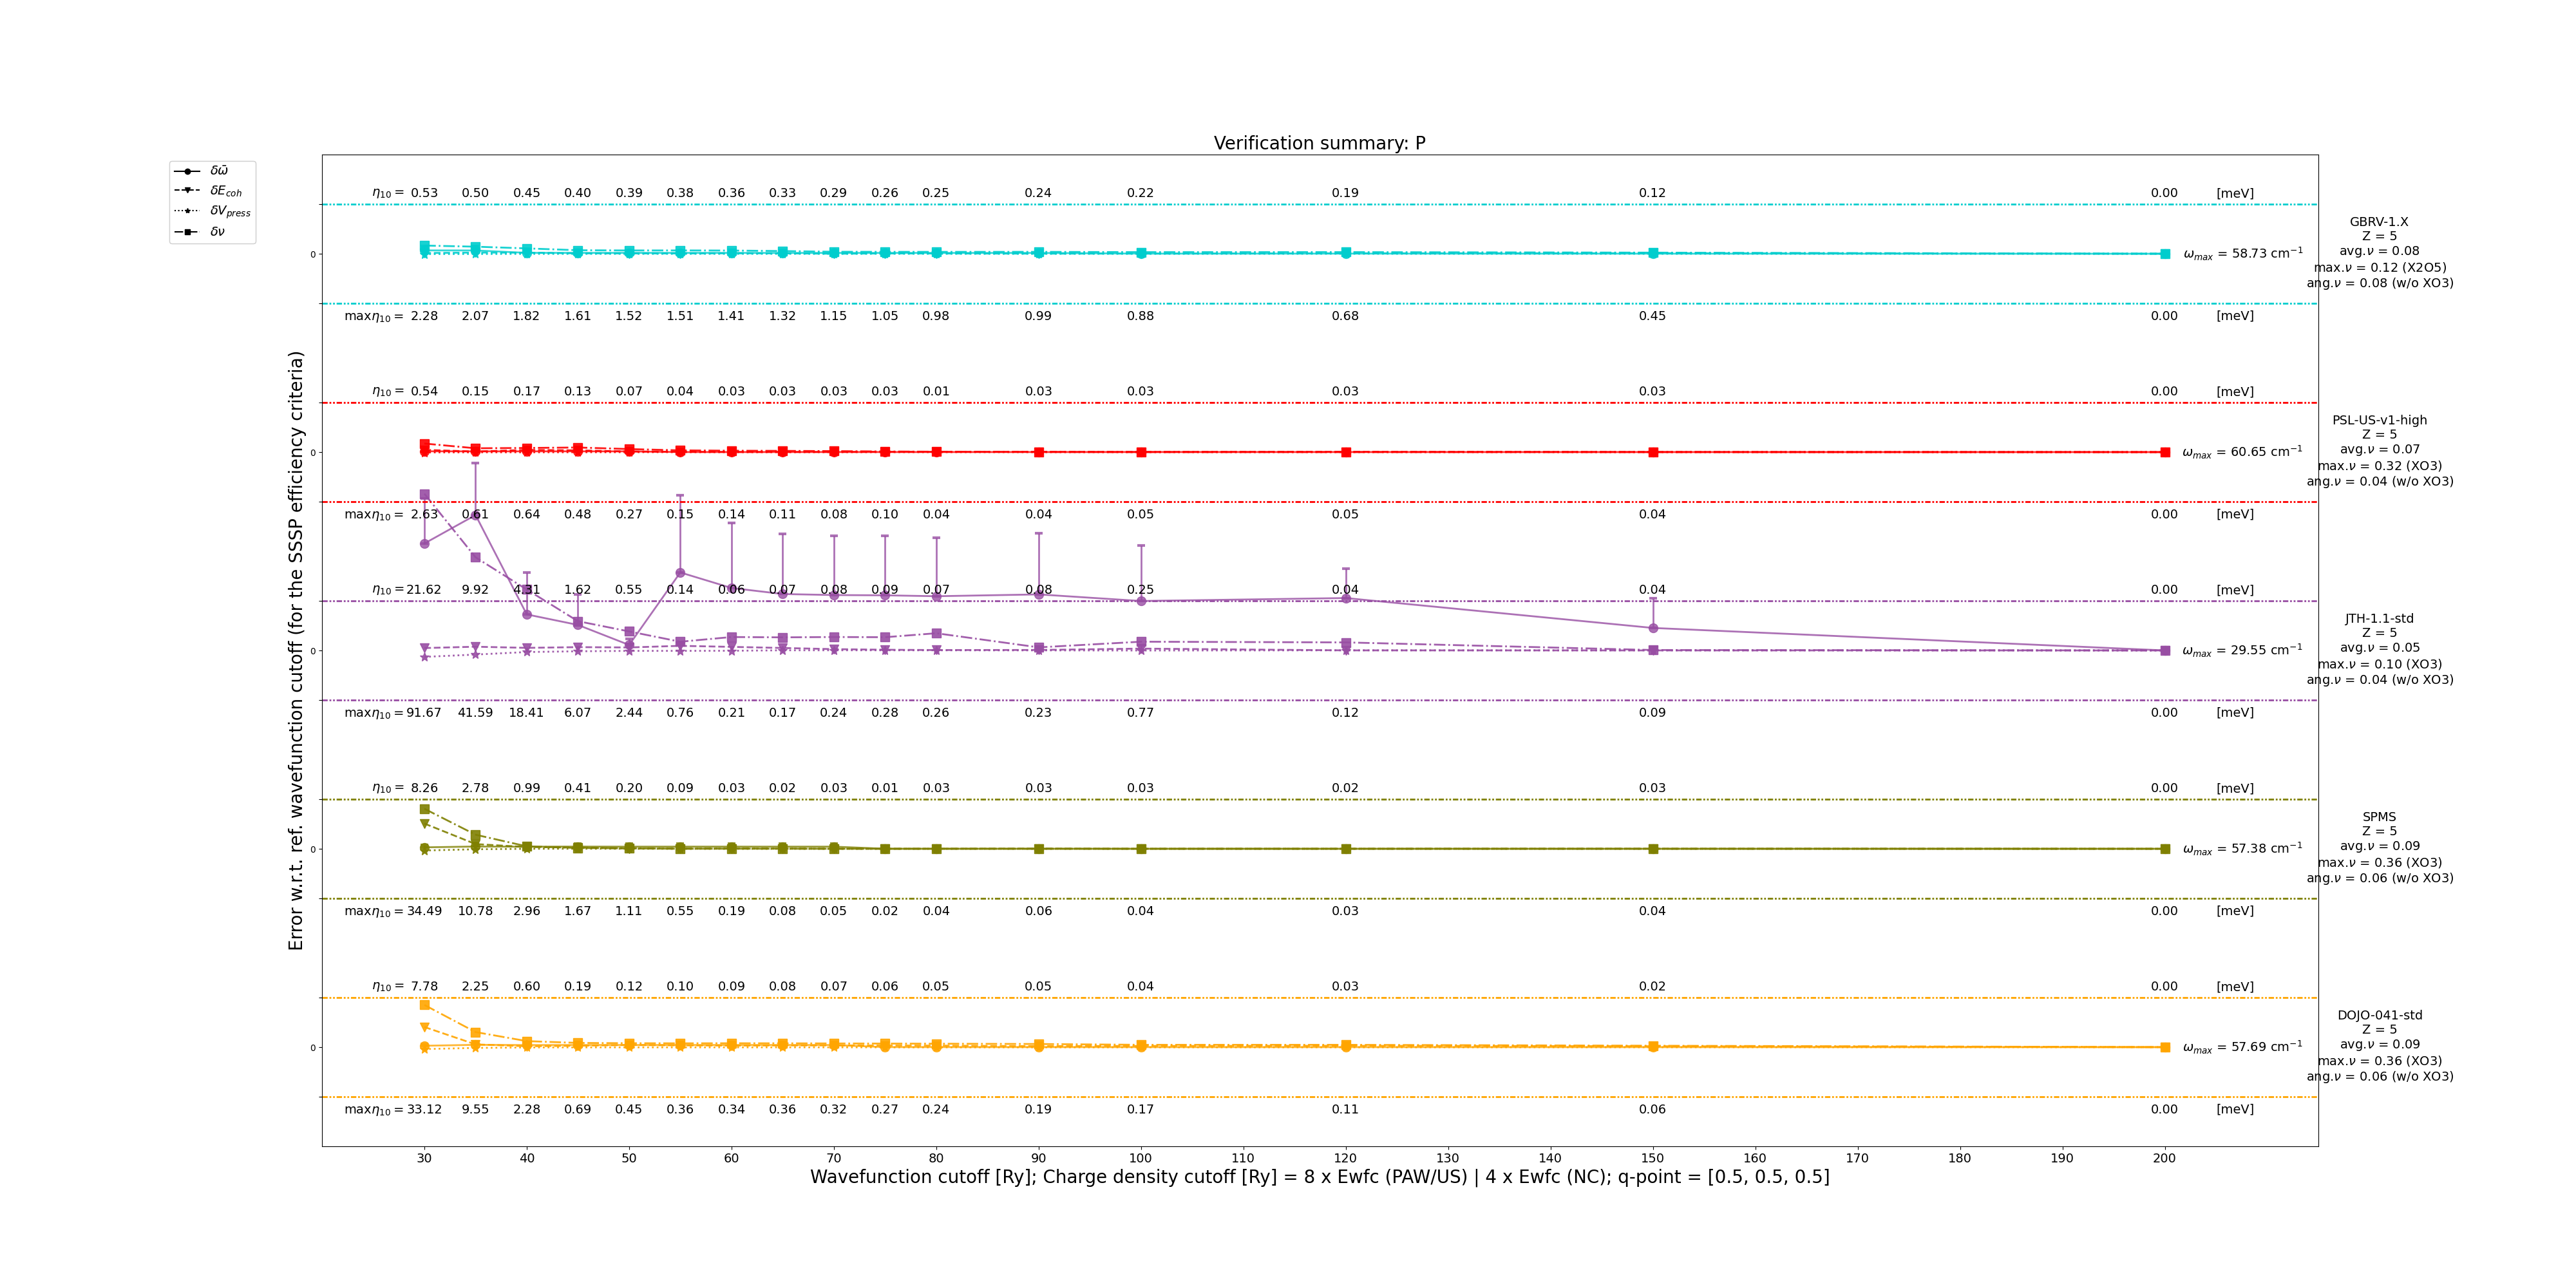 Verification summary: P
δω̄
δE_coh
δV_press
δν
Error w.r.t. ref. wavefunction cutoff (for the SSSP efficiency criteria)
η₁₀ = 0.53 0.50 0.45 0.40 0.39 0.38 0.36 0.33 0.29 0.26 0.25 0.24 0.22 0.19 0.12 0.00 [meV]
0
ω_max = 58.73 cm⁻¹
GBRV-1.X
Z = 5
avg.ν = 0.08
max.ν = 0.12 (X2O5)
ang.ν = 0.08 (w/o XO3)
maxη₁₀ = 2.28 2.07 1.82 1.61 1.52 1.51 1.41 1.32 1.15 1.05 0.98 0.99 0.88 0.68 0.45 0.00 [meV]
η₁₀ = 0.54 0.15 0.17 0.13 0.07 0.04 0.03 0.03 0.03 0.03 0.01 0.03 0.03 0.03 0.03 0.00 [meV]
0
ω_max = 60.65 cm⁻¹
PSL-US-v1-high
Z = 5
avg.ν = 0.07
max.ν = 0.32 (XO3)
ang.ν = 0.04 (w/o XO3)
maxη₁₀ = 2.63 0.61 0.64 0.48 0.27 0.15 0.14 0.11 0.08 0.10 0.04 0.04 0.05 0.05 0.04 0.00 [meV]
η₁₀ = 21.62 9.92 4.31 1.62 0.55 0.14 0.06 0.07 0.08 0.09 0.07 0.08 0.25 0.04 0.04 0.00 [meV]
0
ω_max = 29.55 cm⁻¹
JTH-1.1-std
Z = 5
avg.ν = 0.05
max.ν = 0.10 (XO3)
ang.ν = 0.04 (w/o XO3)
maxη₁₀ = 91.67 41.59 18.41 6.07 2.44 0.76 0.21 0.17 0.24 0.28 0.26 0.23 0.77 0.12 0.09 0.00 [meV]
η₁₀ = 8.26 2.78 0.99 0.41 0.20 0.09 0.03 0.02 0.03 0.01 0.03 0.03 0.03 0.02 0.03 0.00 [meV]
0
ω_max = 57.38 cm⁻¹
SPMS
Z = 5
avg.ν = 0.09
max.ν = 0.36 (XO3)
ang.ν = 0.06 (w/o XO3)
maxη₁₀ = 34.49 10.78 2.96 1.67 1.11 0.55 0.19 0.08 0.05 0.02 0.04 0.06 0.04 0.03 0.04 0.00 [meV]
η₁₀ = 7.78 2.25 0.60 0.19 0.12 0.10 0.09 0.08 0.07 0.06 0.05 0.05 0.04 0.03 0.02 0.00 [meV]
0
ω_max = 57.69 cm⁻¹
DOJO-041-std
Z = 5
avg.ν = 0.09
max.ν = 0.36 (XO3)
ang.ν = 0.06 (w/o XO3)
maxη₁₀ = 33.12 9.55 2.28 0.69 0.45 0.36 0.34 0.36 0.32 0.27 0.24 0.19 0.17 0.11 0.06 0.00 [meV]
30 40 50 60 70 80 90 100 110 120 130 140 150 160 170 180 190 200
Wavefunction cutoff [Ry]; Charge density cutoff [Ry] = 8 x Ewfc (PAW/US) | 4 x Ewfc (NC); q-point = [0.5, 0.5, 0.5]